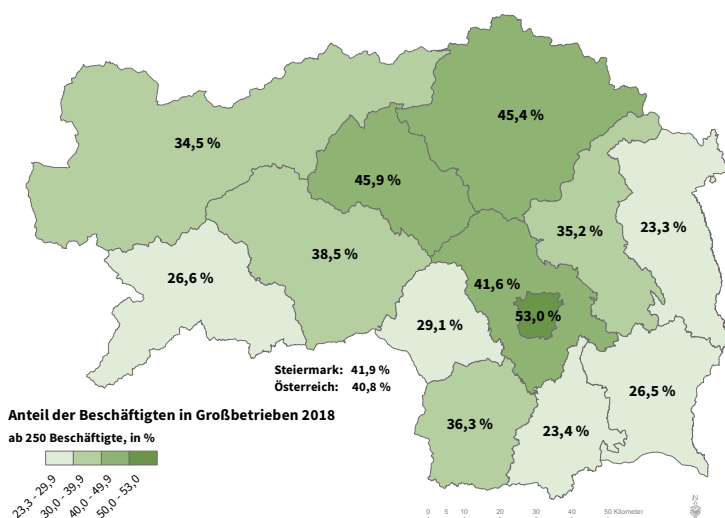 45,4 %
34,5 %
45,9 %
35,2 %
23,3 %
38,5 %
26,6 %
41,6 %
53,0 %
29,1 %
Steiermark: 41,9 %
Österreich: 40,8 %
26,5 %
Anteil der Beschäftigten in Großbetrieben 2018
36,3 %
23,4 %
ab 250 Beschäftigte, in %
23,3 - 29,9
30,0 - 39,9
40,0 - 49,9
50,0 - 53,0
N
0 5 10 20 30 40 50 Kilometer